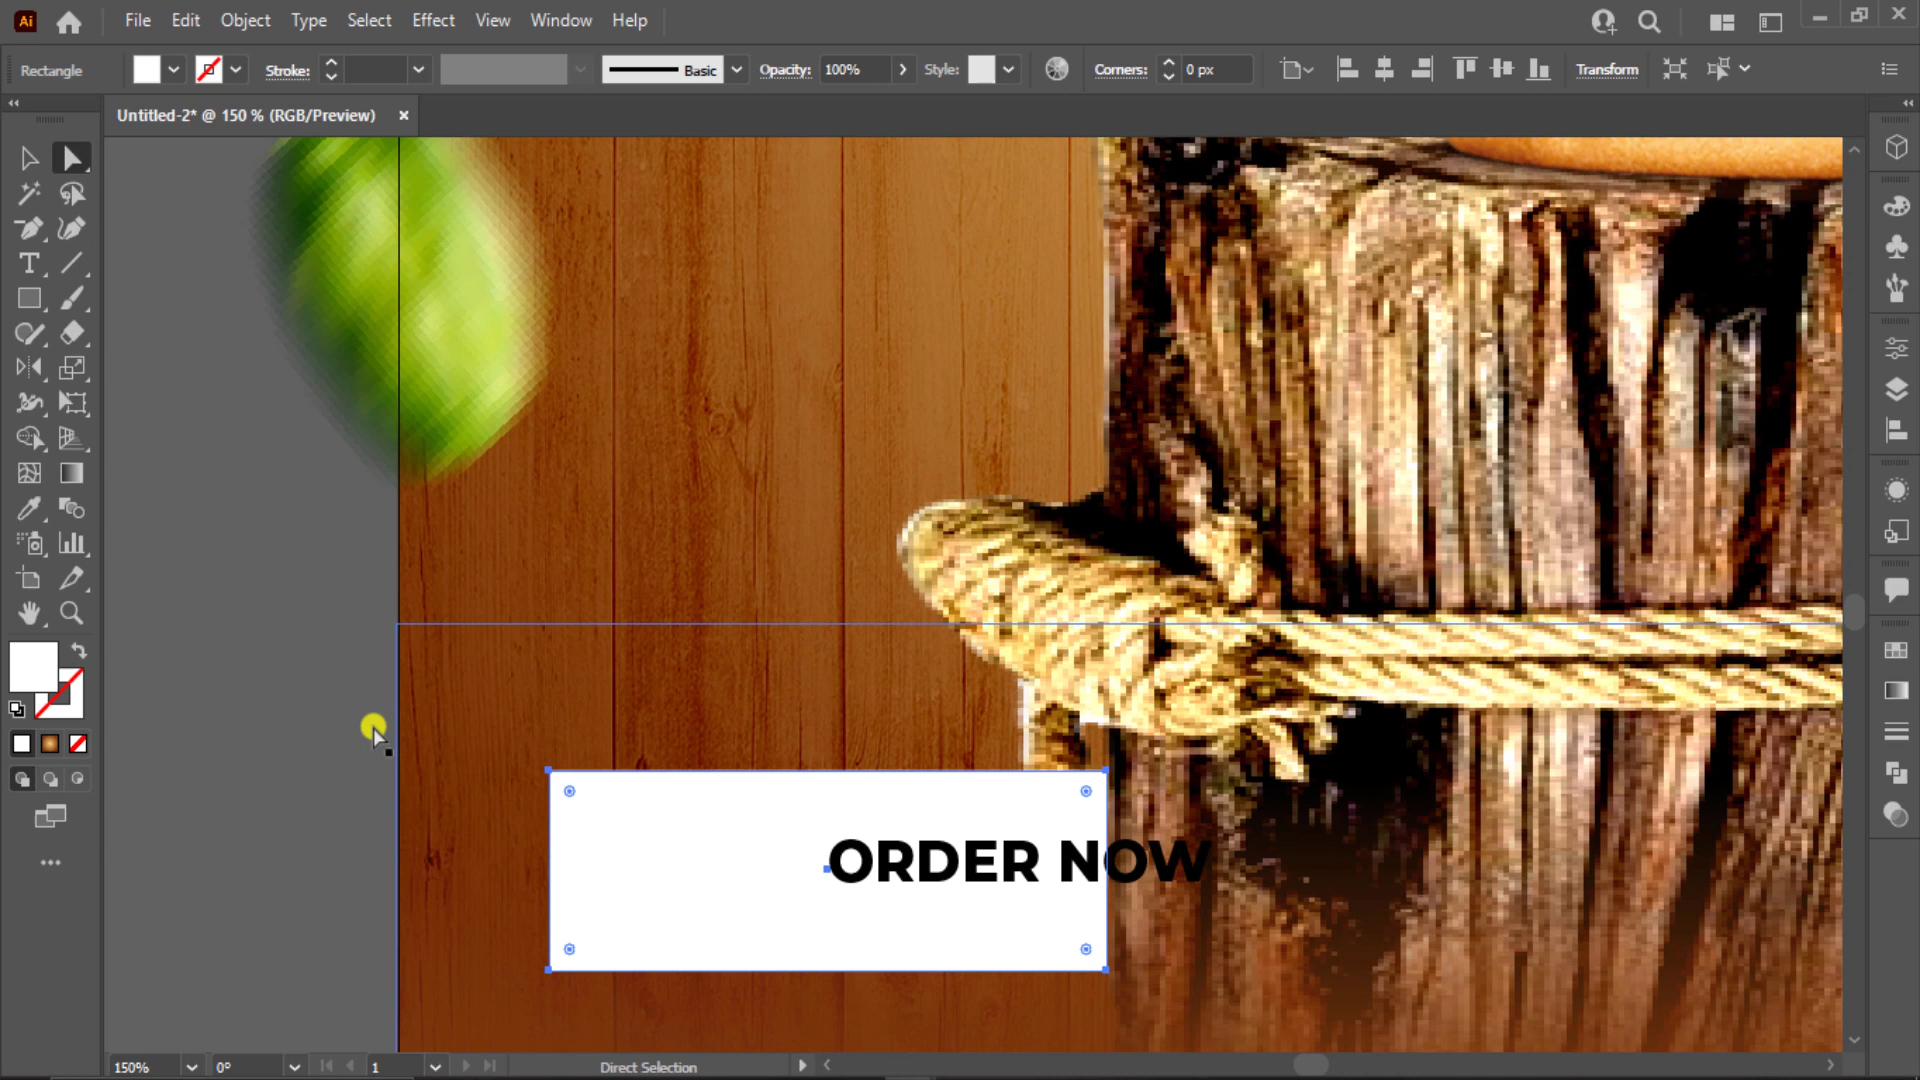 Ai File Edit Object Type Select Effect View Window Help
Rectangle Stroke: Basic Opacity: 100% Style: Corners: 0 px Transform
Untitled-2* @ 150 % (RGB/Preview)
ORDER NOW
150% 0° 1 Direct Selection